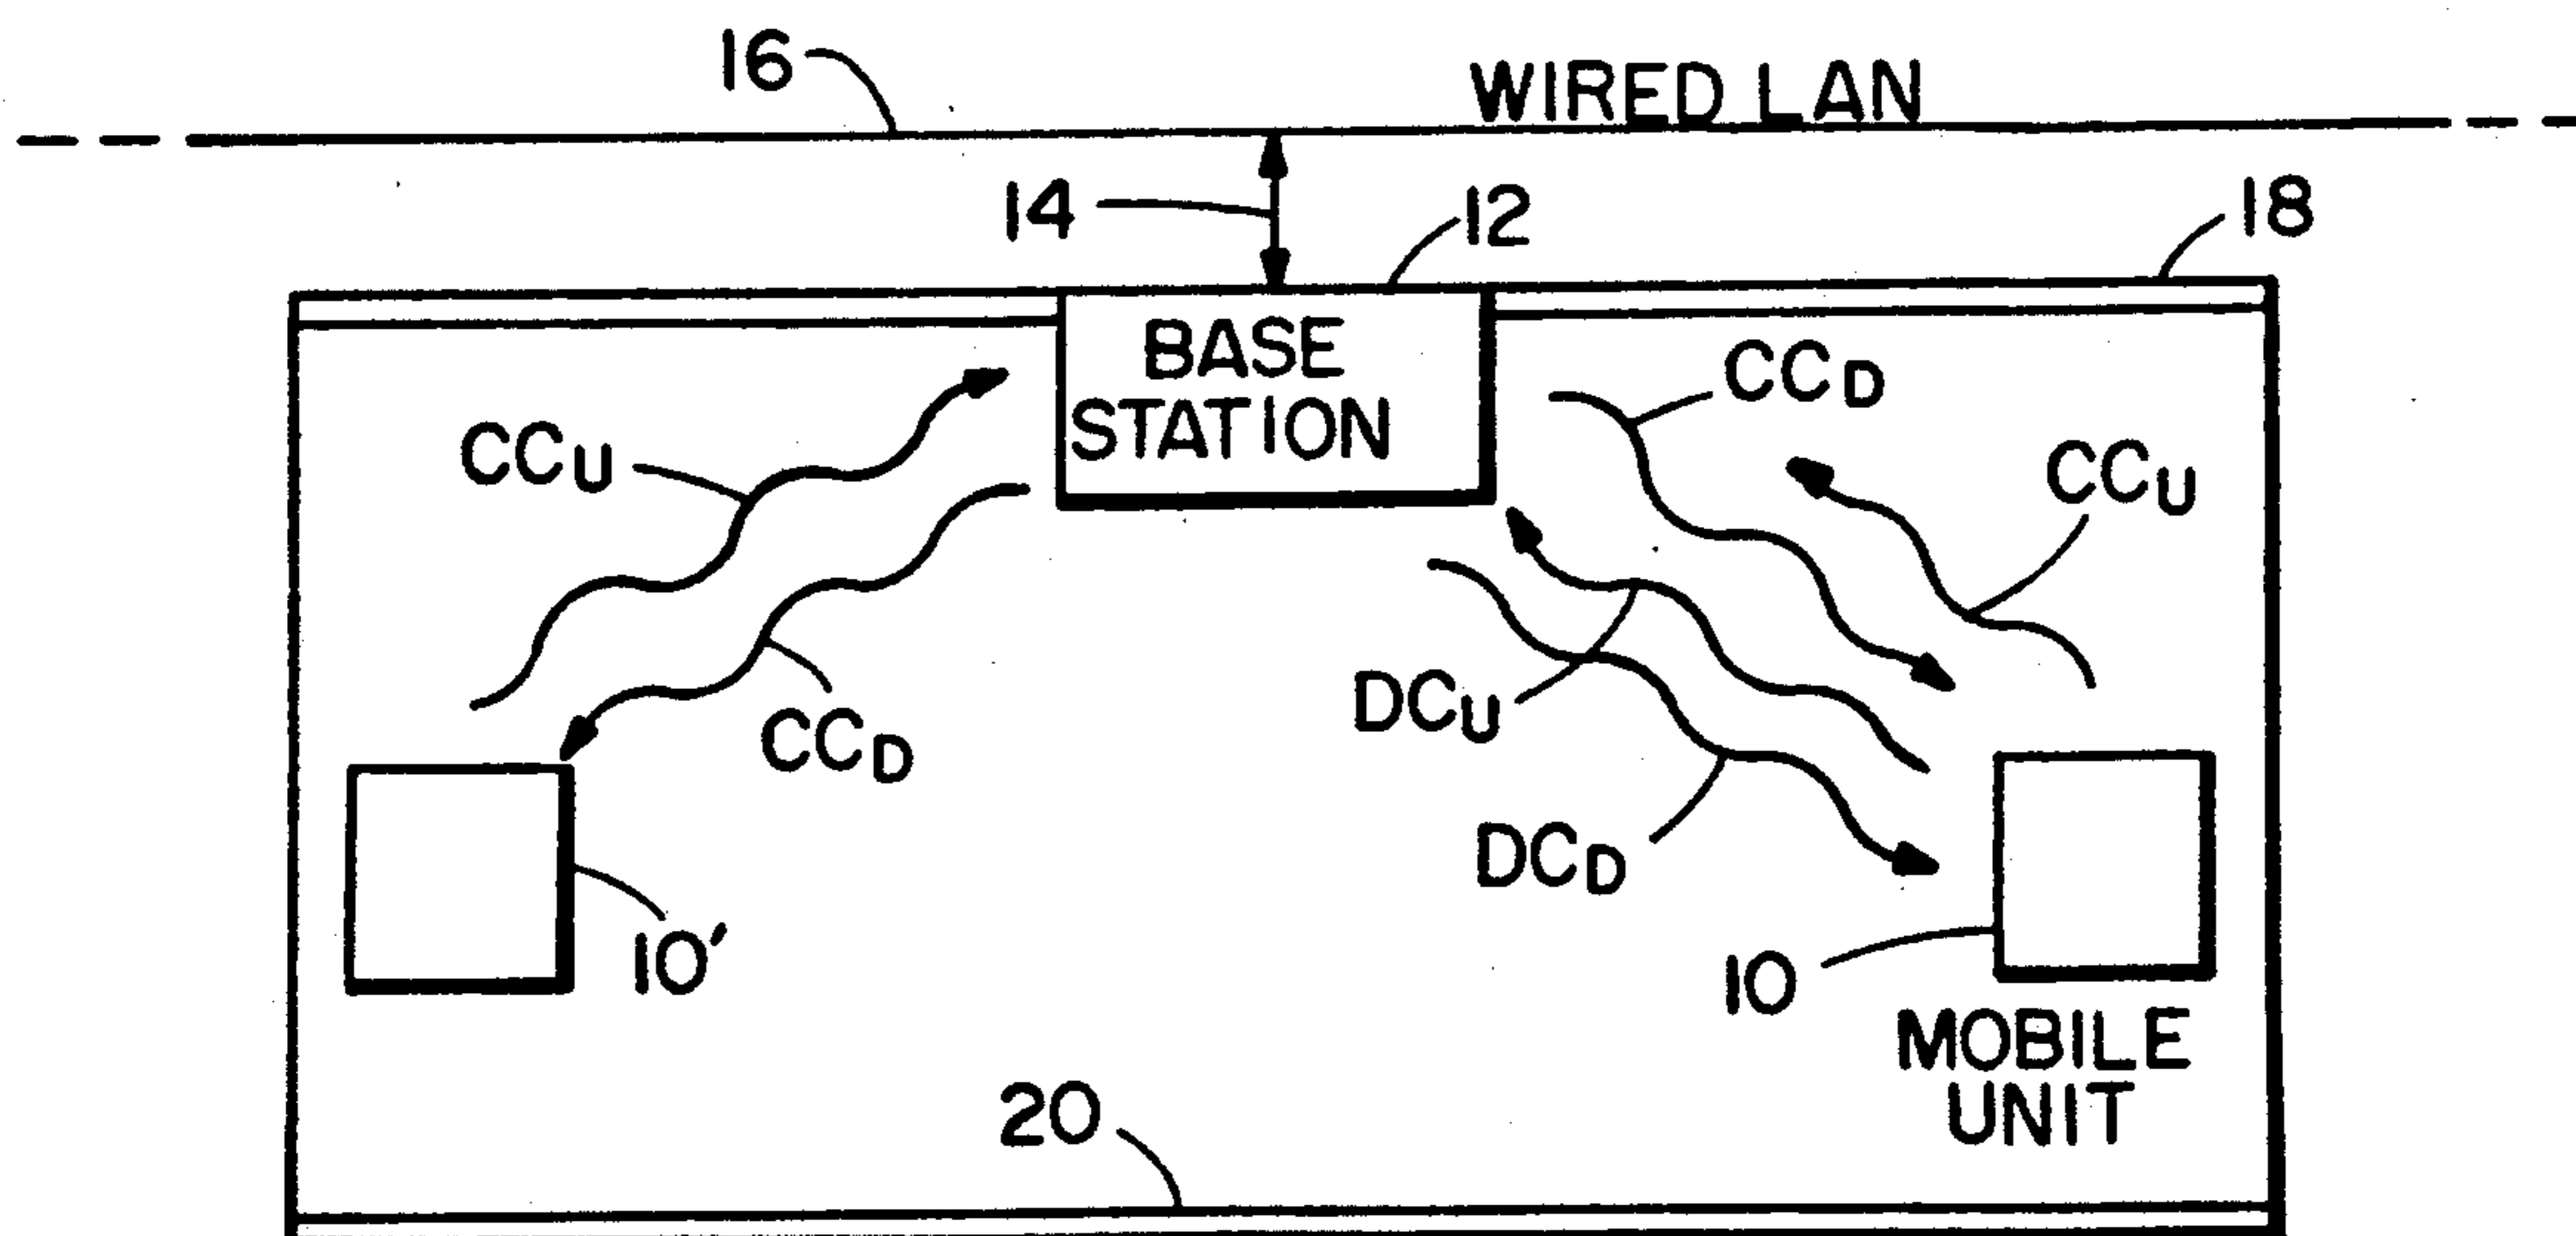 16
WIRED LAN
14
12
18
BASE
STATION
CCD
CCU
CCU
DCU
CCD
DCD
10'
10
MOBILE
UNIT
20